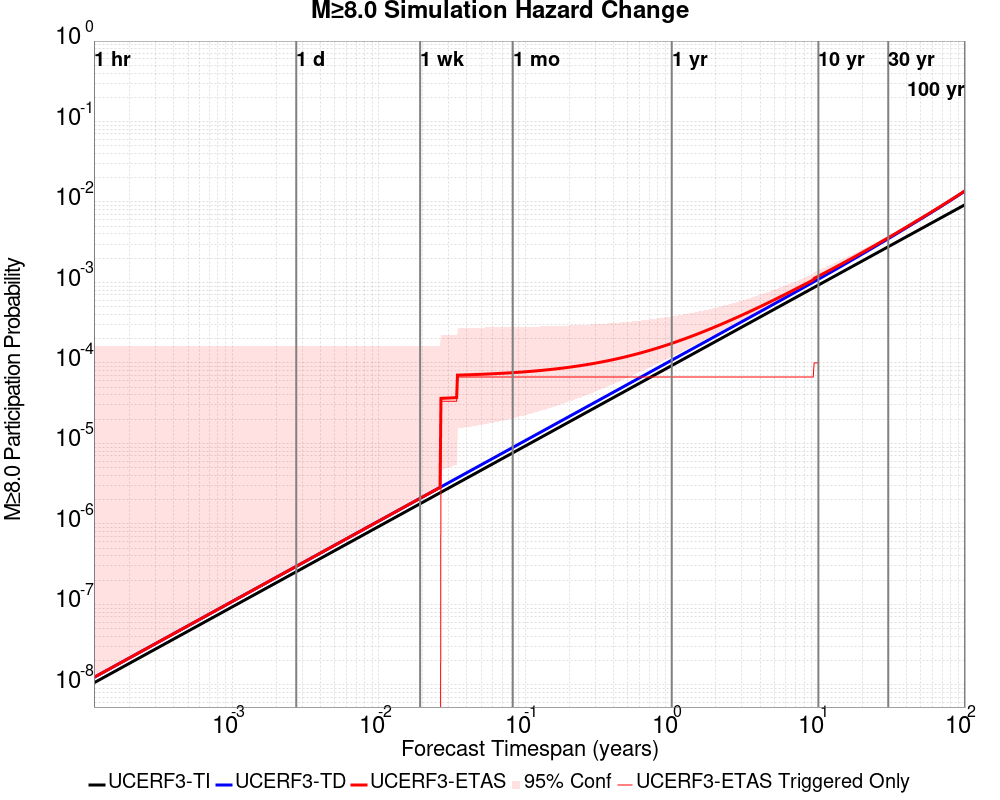 M≥8.0 Simulation Hazard Change
10^0
1 hr 1 d 1 wk 1 mo 1 yr 10 yr 30 yr
100 yr
10^-1
10^-2
10^-3
10^-4
10^-5
10^-6
10^-7
10^-8
M≥8.0 Participation Probability
10^-3 10^-2 10^-1 10^0 10^1 10^2
Forecast Timespan (years)
UCERF3-TI UCERF3-TD UCERF3-ETAS 95% Conf UCERF3-ETAS Triggered Only